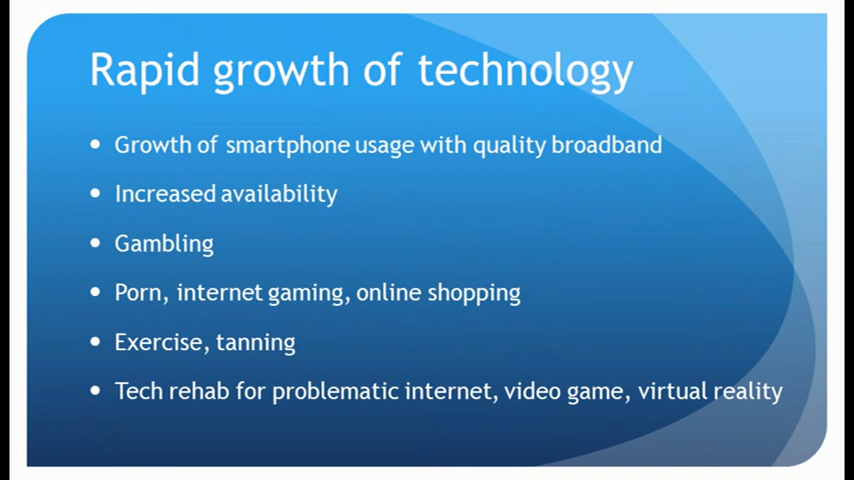 Rapid growth of technology
• Growth of smartphone usage with quality broadband
• Increased availability
• Gambling
• Porn, internet gaming, online shopping
• Exercise, tanning
• Tech rehab for problematic internet, video game, virtual reality